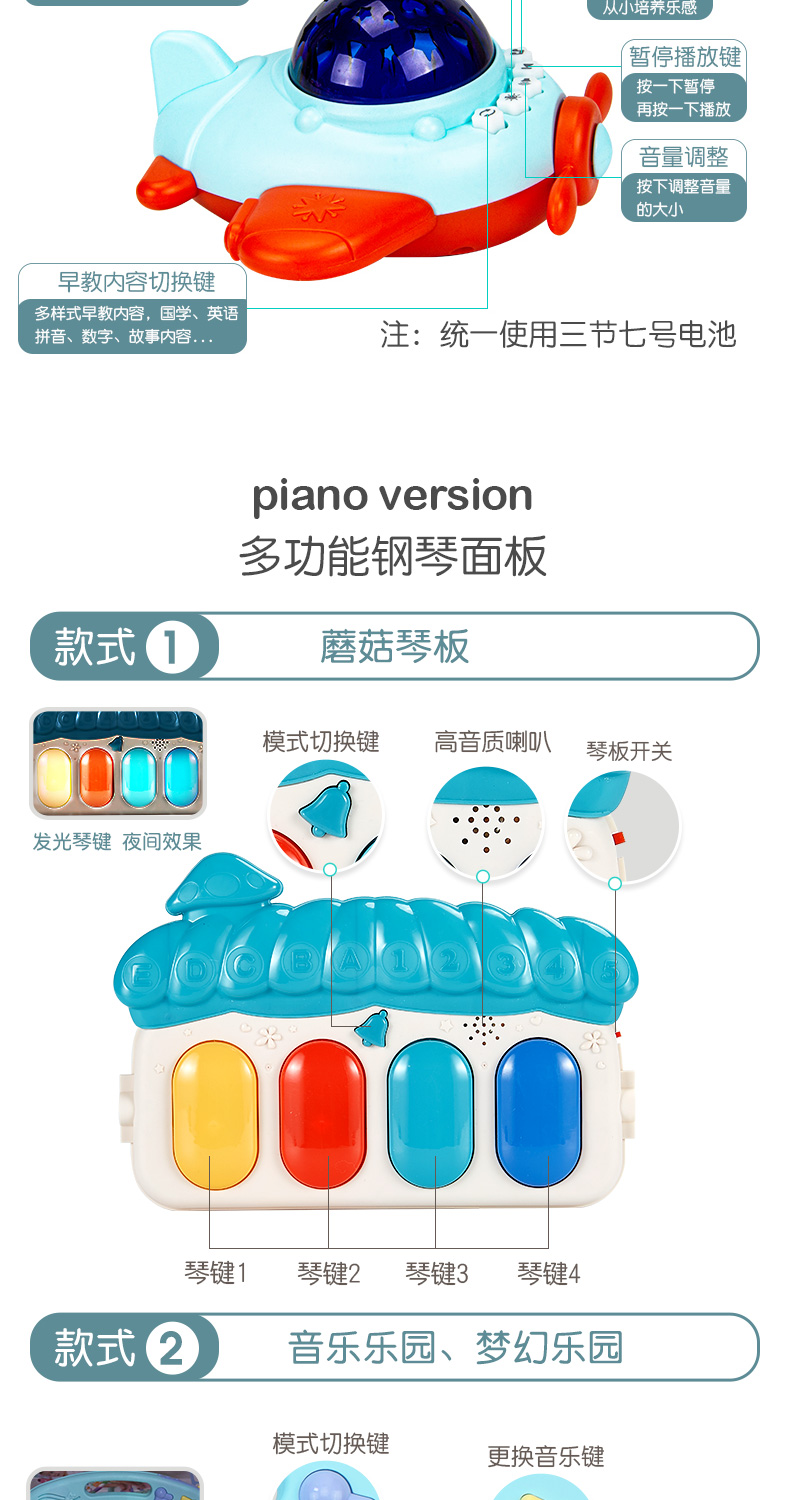 从小培养乐感
暂停播放键
按一下暂停
再按一下播放
音量调整
按下调整音量
的大小
早教内容切换键
多样式早教内容，国学、英语
拼音、数字、故事内容...
注：统一使用三节七号电池
piano version
多功能钢琴面板
款式1
蘑菇琴板
模式切换键
高音质喇叭
琴板开关
发光琴键 夜间效果
E D C B A 1 2 3 4 5
琴键1
琴键2
琴键3
琴键4
款式2
音乐乐园、梦幻乐园
模式切换键
更换音乐键